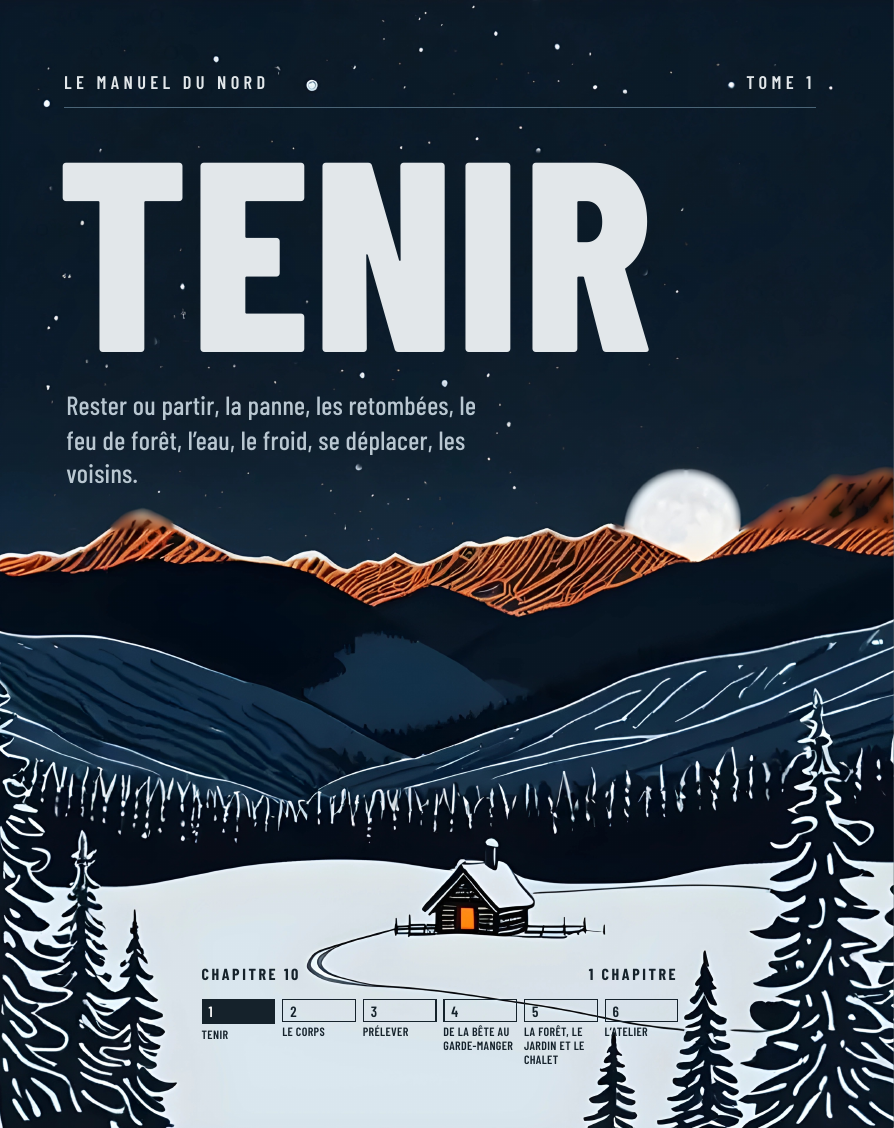 LE MANUEL DU NORD
TOME 1
TENIR
Rester ou partir, la panne, les retombées, le
feu de forêt, l’eau, le froid, se déplacer, les
voisins.
CHAPITRE 10
1 CHAPITRE
1
2
3
4
5
6
TENIR
LE CORPS
PRÉLEVER
DE LA BÊTE AU
GARDE-MANGER
LA FORÊT, LE
JARDIN ET LE
CHALET
L’ATELIER